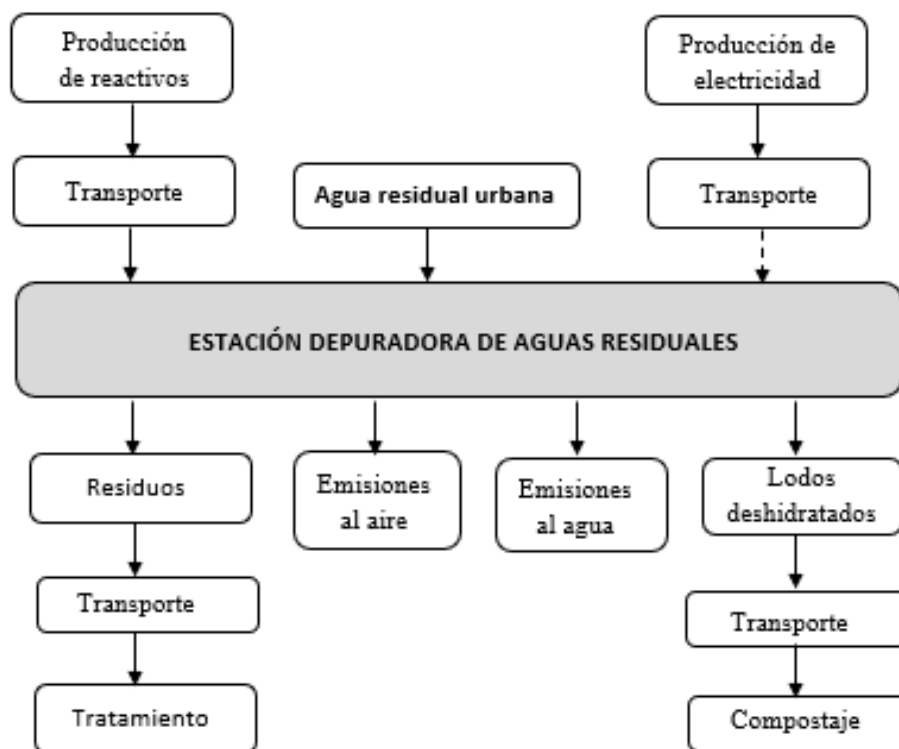 Producción
de reactivos
Producción de
electricidad
Transporte
Agua residual urbana
Transporte
ESTACIÓN DEPURADORA DE AGUAS RESIDUALES
Residuos
Emisiones
al aire
Emisiones
al agua
Lodos
deshidratados
Transporte
Transporte
Tratamiento
Compostaje